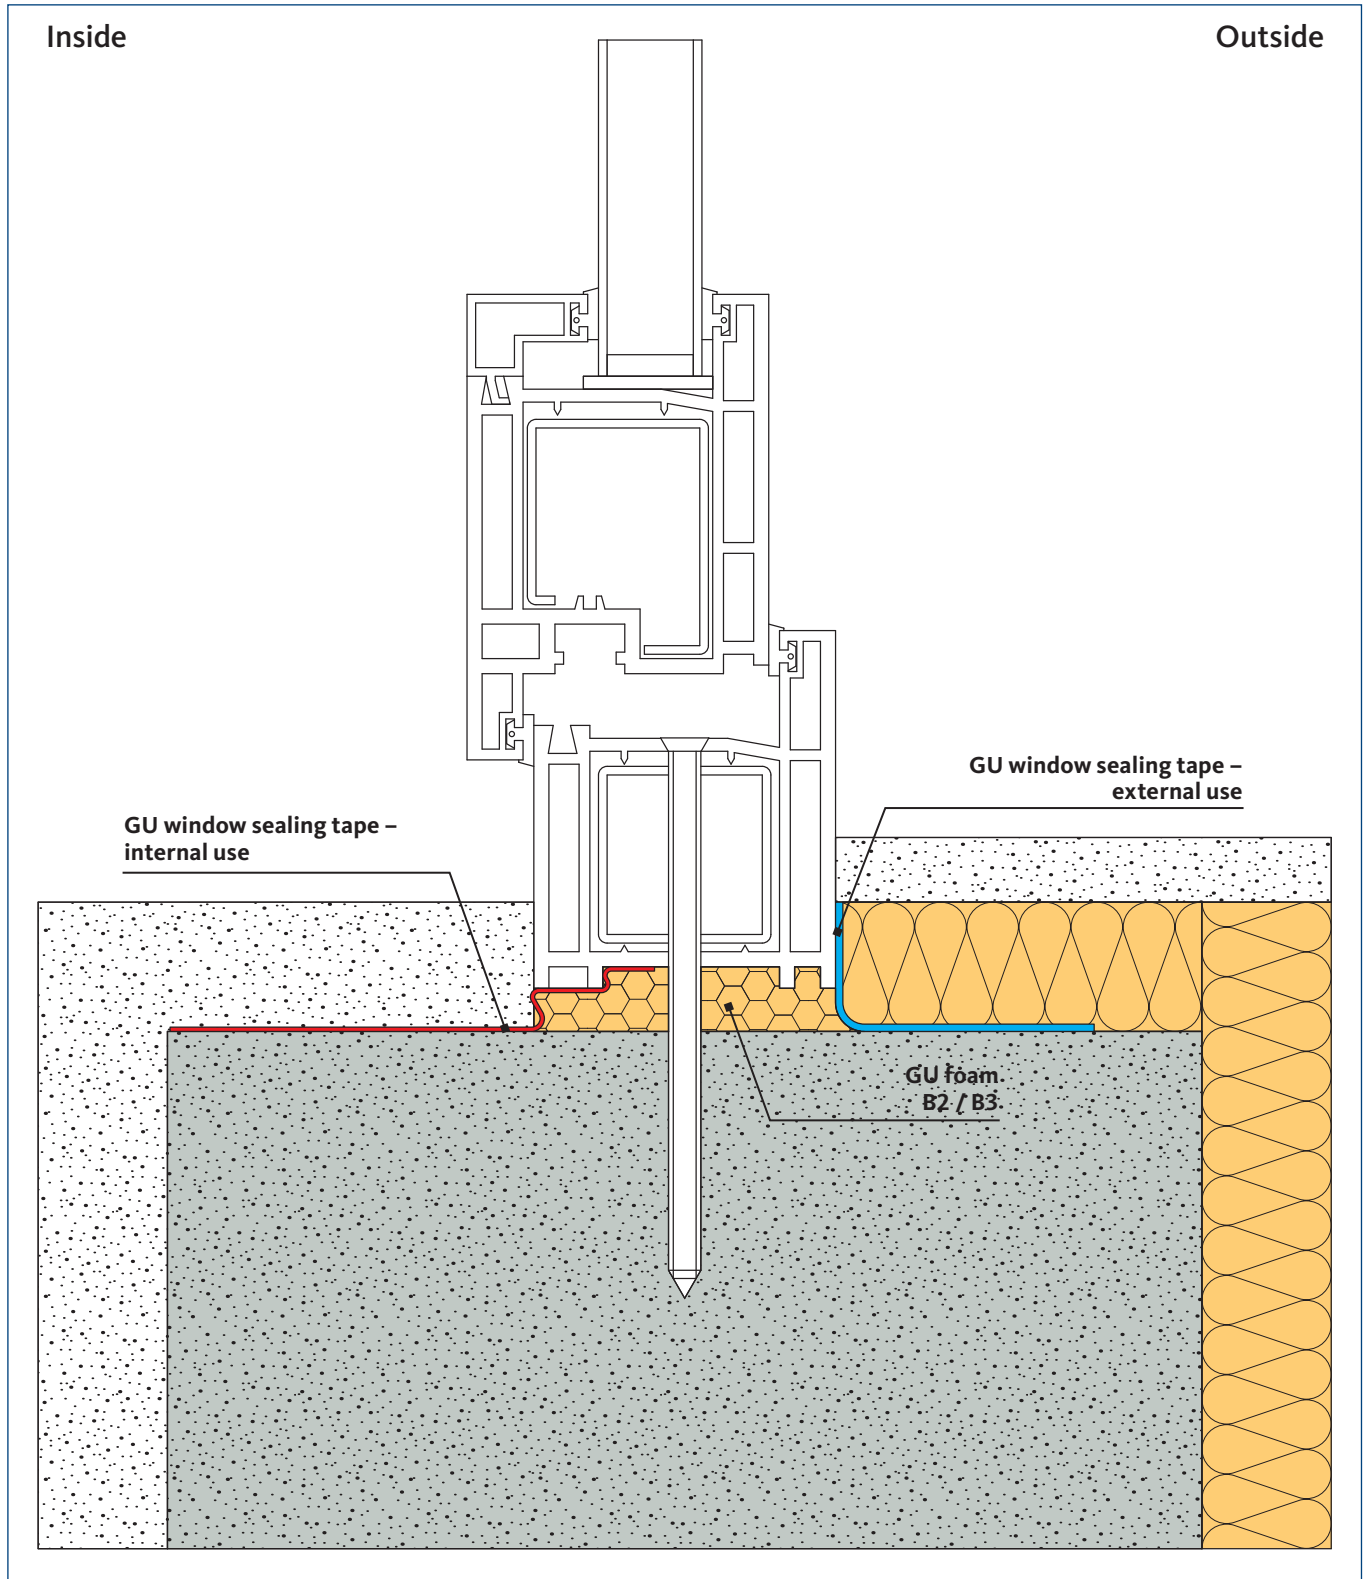 Inside
Outside
GU window sealing tape –
external use
GU window sealing tape –
internal use
GU foam
B2 / B3